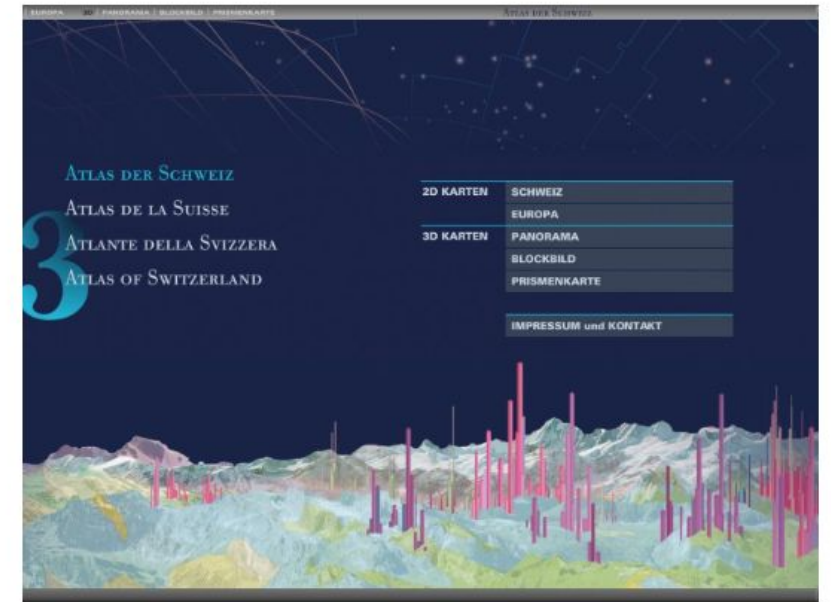 EUROPA 3D | PANORAMA | BLOCKBILD | PRISMENKARTE ATLAS DER SCHWEIZ
3
ATLAS DER SCHWEIZ
ATLAS DE LA SUISSE
ATLANTE DELLA SVIZZERA
ATLAS OF SWITZERLAND
2D KARTEN SCHWEIZ
EUROPA
3D KARTEN PANORAMA
BLOCKBILD
PRISMENKARTE
IMPRESSUM und KONTAKT